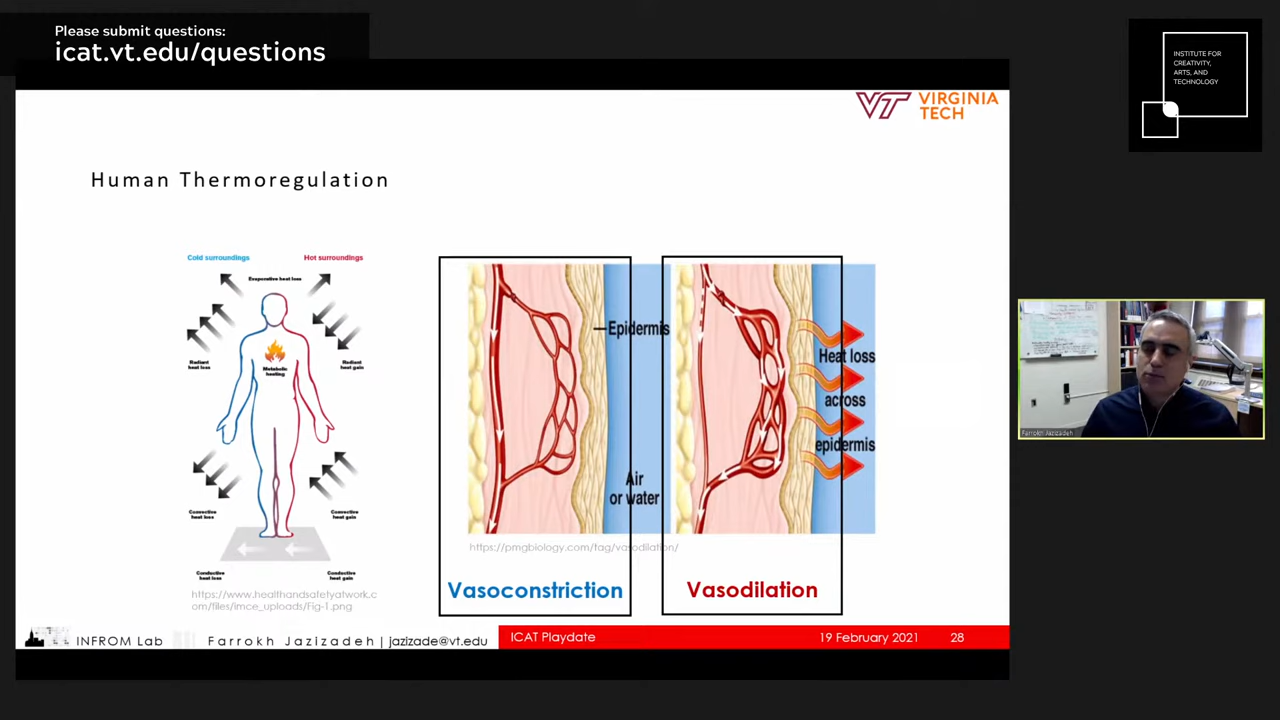 Please submit questions:
icat.vt.edu/questions
INSTITUTE FOR
CREATIVITY,
ARTS, AND
TECHNOLOGY
VT VIRGINIA
TECH
Human Thermoregulation
Cold surroundings
Hot surroundings
Evaporative heat loss
Radiant
heat loss
Metabolic
heating
Radiant
heat gain
Convective
heat loss
Convective
heat gain
Conductive
heat loss
Conductive
heat gain
https://www.healthandsafetyatwork.c
om/files/imce_uploads/Fig-1.png
Epidermis
Air
or water
Heat loss
across
epidermis
https://pmgbiology.com/tag/vasodilation/
Vasoconstriction
Vasodilation
Farrokh Jazizadeh
INFROM Lab
Farrokh Jazizadeh | jazizade@vt.edu
ICAT Playdate
19 February 2021
28